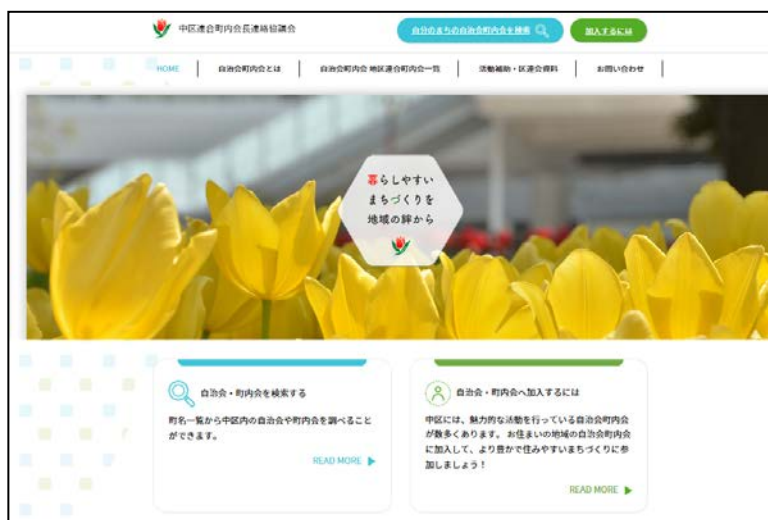 中区連合町内会長連絡協議会
自分のまちの自治会町内会を検索
加入するには
HOME
自治会町内会とは
自治会町内会 地区連合町内会一覧
活動補助・区連会資料
お問い合わせ
暮らしやすい
まちづくりを
地域の絆から
自治会・町内会を検索する
町名一覧から中区内の自治会や町内会を調べること
ができます。
READ MORE
自治会・町内会へ加入するには
中区には、魅力的な活動を行っている自治会町内会
が数多くあります。 お住まいの地域の自治会町内会
に加入して、より豊かで住みやすいまちづくりに参
加しましょう！
READ MORE